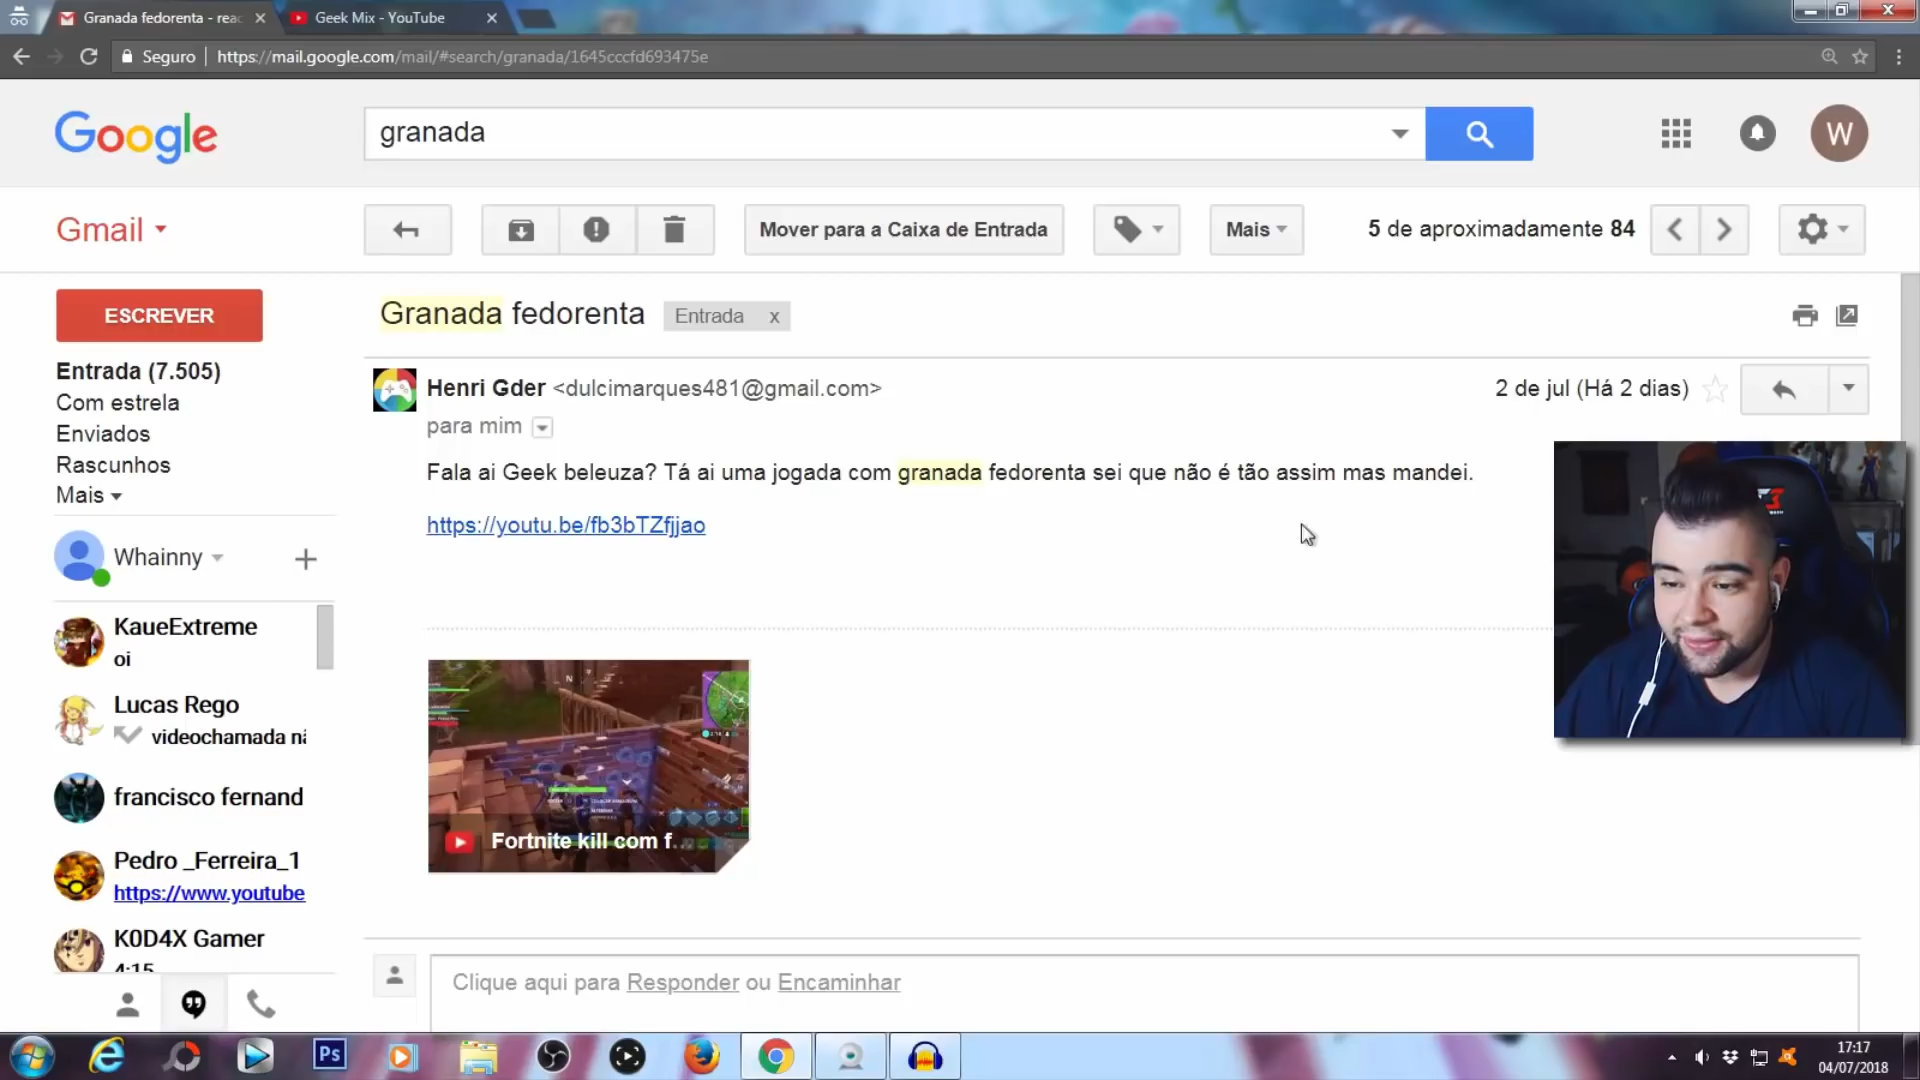 Granada fedorenta - reac
Geek Mix - YouTube
Seguro
https://mail.google.com/mail/#search/granada/1645cccfd693475e
Google
granada
W
Gmail
Mover para a Caixa de Entrada
Mais
5 de aproximadamente 84
ESCREVER
Granada fedorenta
Entrada x
Entrada (7.505)
Com estrela
Enviados
Rascunhos
Mais
Henri Gder <dulcimarques481@gmail.com>
2 de jul (Há 2 dias)
para mim
Fala ai Geek beleuza? Tá ai uma jogada com granada fedorenta sei que não é tão assim mas mandei.
https://youtu.be/fb3bTZfjjao
Whainny
KaueExtreme
oi
Lucas Rego
videochamada nã
francisco fernand
Pedro _Ferreira_1
https://www.youtube
K0D4X Gamer
4:15
N
Fortnite kill com f...
Clique aqui para Responder ou Encaminhar
Ps
17:17
04/07/2018